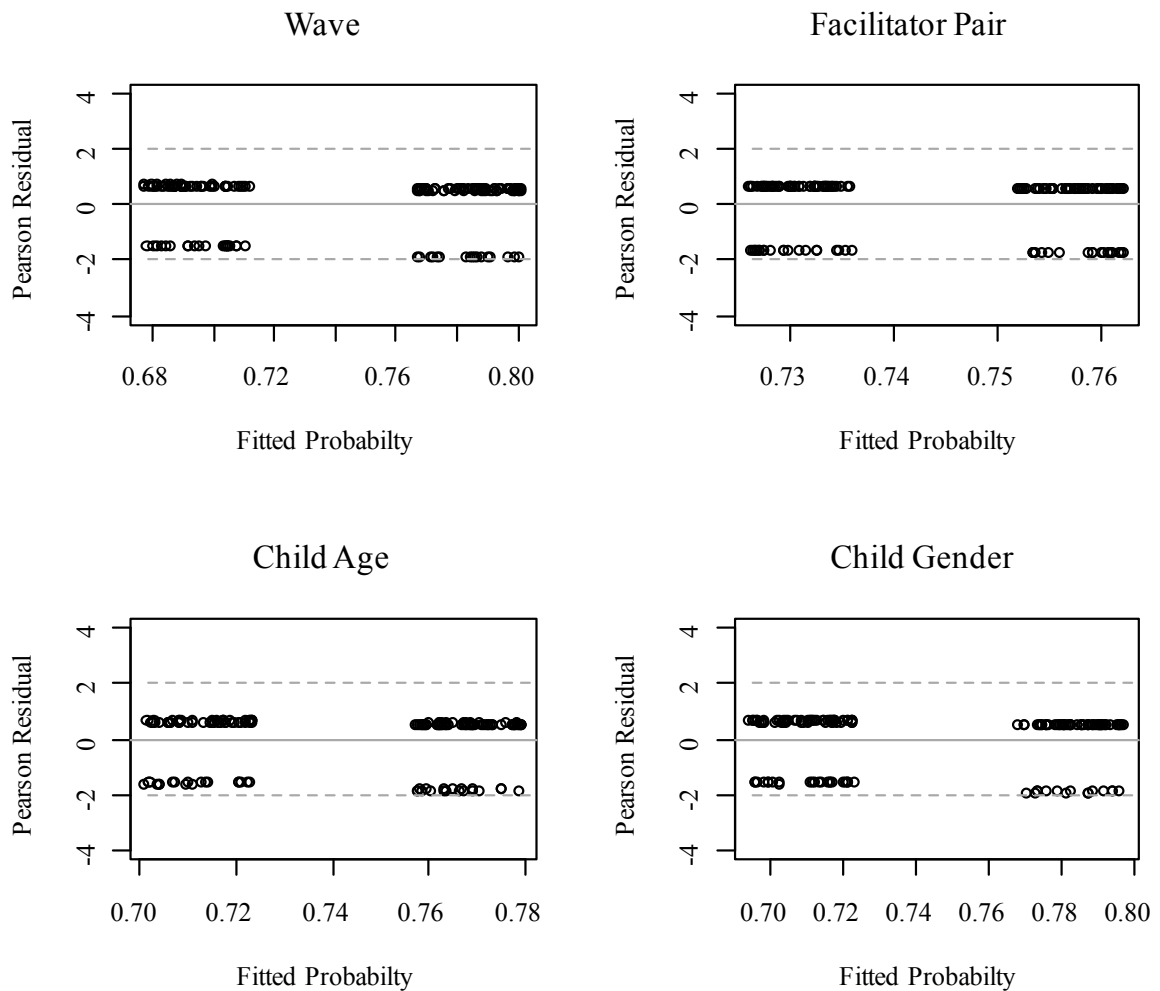 Wave
Facilitator Pair
Pearson Residual
4
2
0
-2
-4
0.68 0.72 0.76 0.80
Fitted Probabilty
Pearson Residual
4
2
0
-2
-4
0.73 0.74 0.75 0.76
Fitted Probabilty
Child Age
Child Gender
Pearson Residual
4
2
0
-2
-4
0.70 0.72 0.74 0.76 0.78
Fitted Probabilty
Pearson Residual
4
2
0
-2
-4
0.70 0.72 0.74 0.76 0.78 0.80
Fitted Probabilty